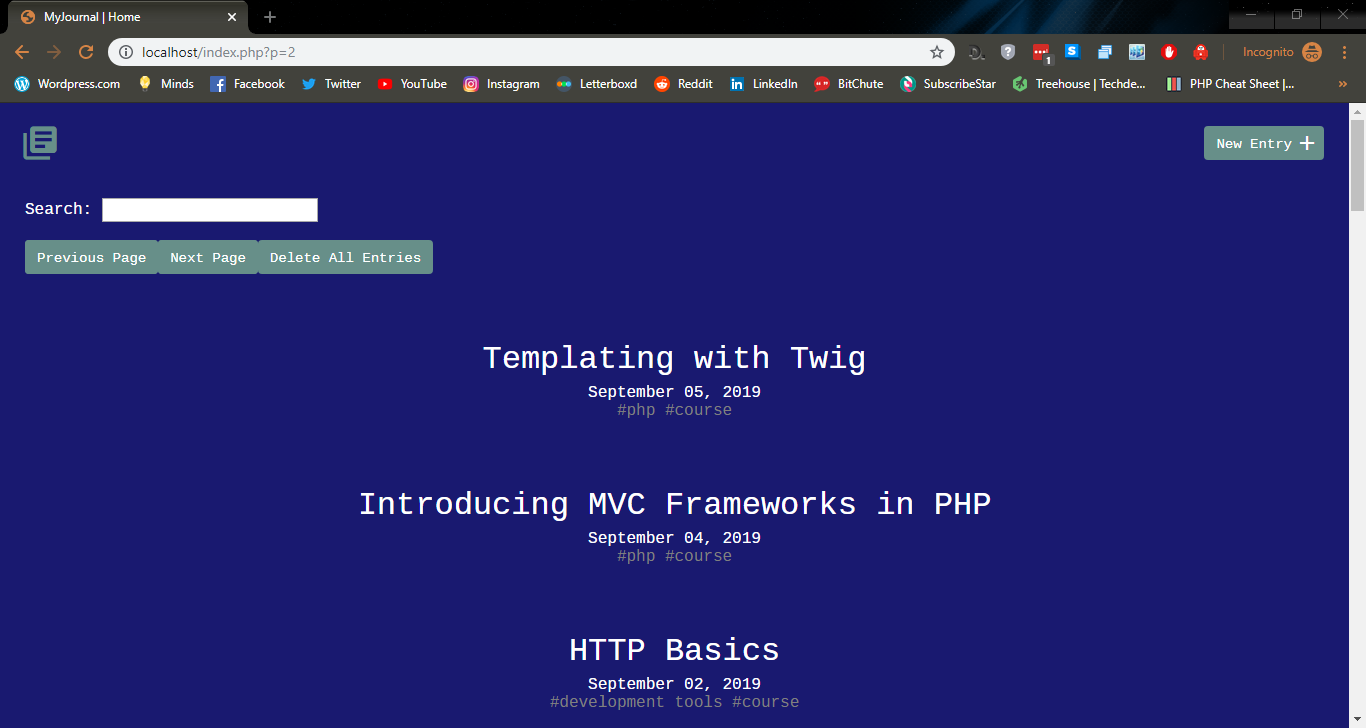 MyJournal | Home
localhost/index.php?p=2
1
Incognito
Wordpress.com Minds Facebook Twitter YouTube Instagram Letterboxd Reddit LinkedIn BitChute SubscribeStar Treehouse | Techde... PHP Cheat Sheet |...
New Entry
Search:
Previous Page Next Page Delete All Entries
Templating with Twig
September 05, 2019
#php #course
Introducing MVC Frameworks in PHP
September 04, 2019
#php #course
HTTP Basics
September 02, 2019
#development tools #course